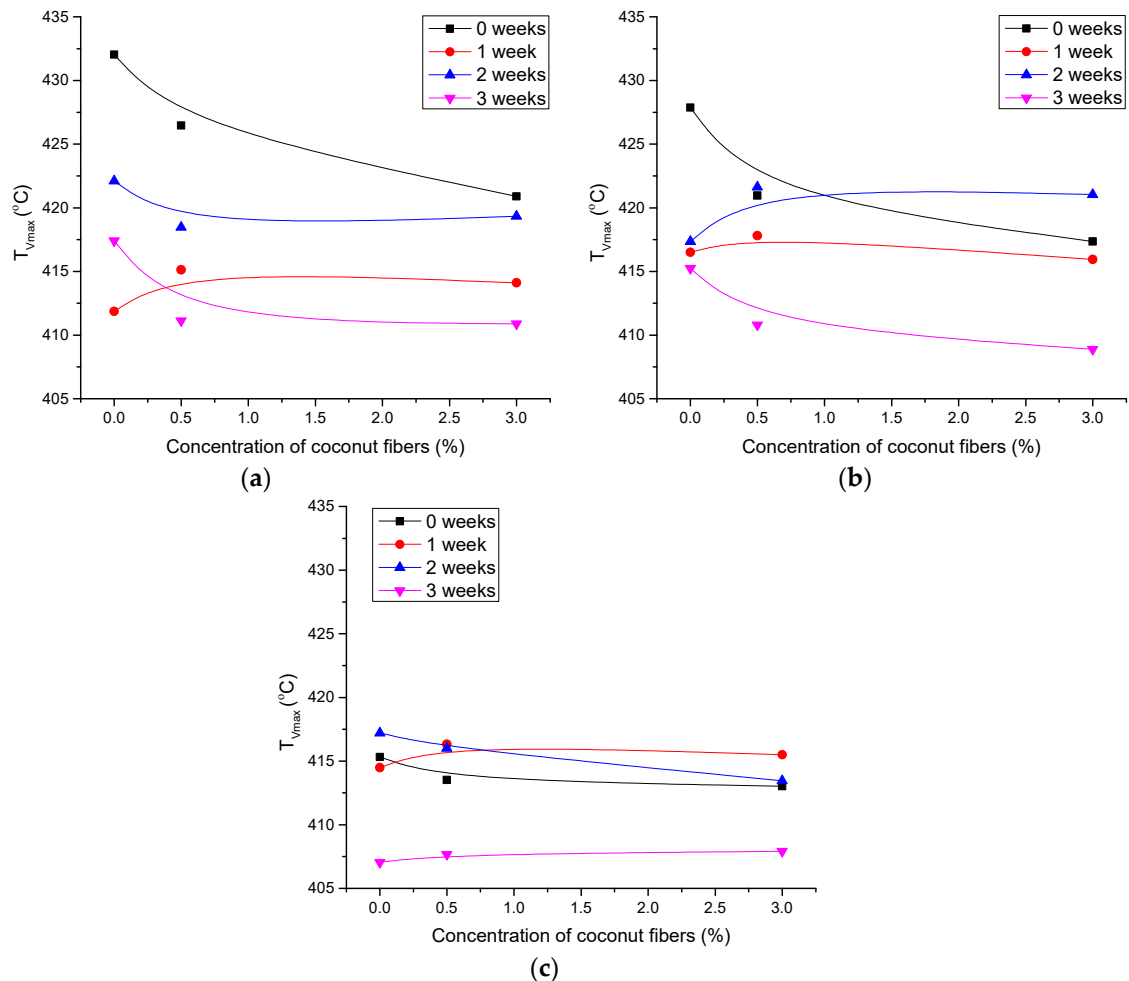 435
430
425
420
415
410
405
T_Vmax (°C)
0 weeks
1 week
2 weeks
3 weeks
0.0 0.5 1.0 1.5 2.0 2.5 3.0
Concentration of coconut fibers (%)
(a)
435
430
425
420
415
410
405
T_Vmax (°C)
0 weeks
1 week
2 weeks
3 weeks
0.0 0.5 1.0 1.5 2.0 2.5 3.0
Concentration of coconut fibers (%)
(b)
435
430
425
420
415
410
405
T_Vmax (°C)
0 weeks
1 week
2 weeks
3 weeks
0.0 0.5 1.0 1.5 2.0 2.5 3.0
Concentration of coconut fibers (%)
(c)